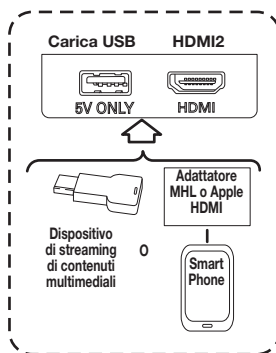 Carica USB HDMI2
5V ONLY HDMI
Adattatore
MHL o Apple
HDMI
Dispositivo
di streaming
di contenuti
multimediali
O
Smart
Phone